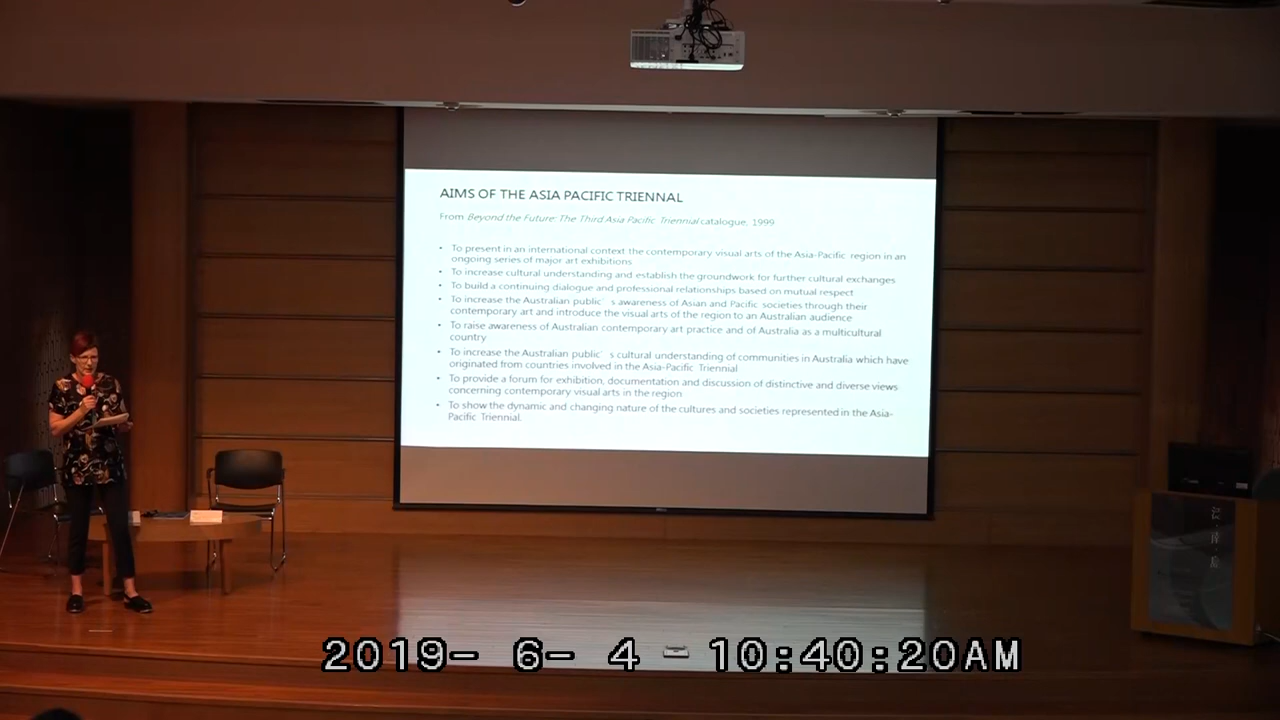 AIMS OF THE ASIA PACIFIC TRIENNAL
From Beyond the Future: The Third Asia Pacific Triennial catalogue, 1999
• To present in an international context the contemporary visual arts of the Asia-Pacific region in an
ongoing series of major art exhibitions
• To increase cultural understanding and establish the groundwork for further cultural exchanges
• To build a continuing dialogue and professional relationships based on mutual respect
• To increase the Australian public' s awareness of Asian and Pacific societies through their
contemporary art and introduce the visual arts of the region to an Australian audience
• To raise awareness of Australian contemporary art practice and of Australia as a multicultural
country
• To increase the Australian public' s cultural understanding of communities in Australia which have
originated from countries involved in the Asia-Pacific Triennial
• To provide a forum for exhibition, documentation and discussion of distinctive and diverse views
concerning contemporary visual arts in the region
• To show the dynamic and changing nature of the cultures and societies represented in the Asia-
Pacific Triennial.
2019- 6- 4 - 10:40:20AM